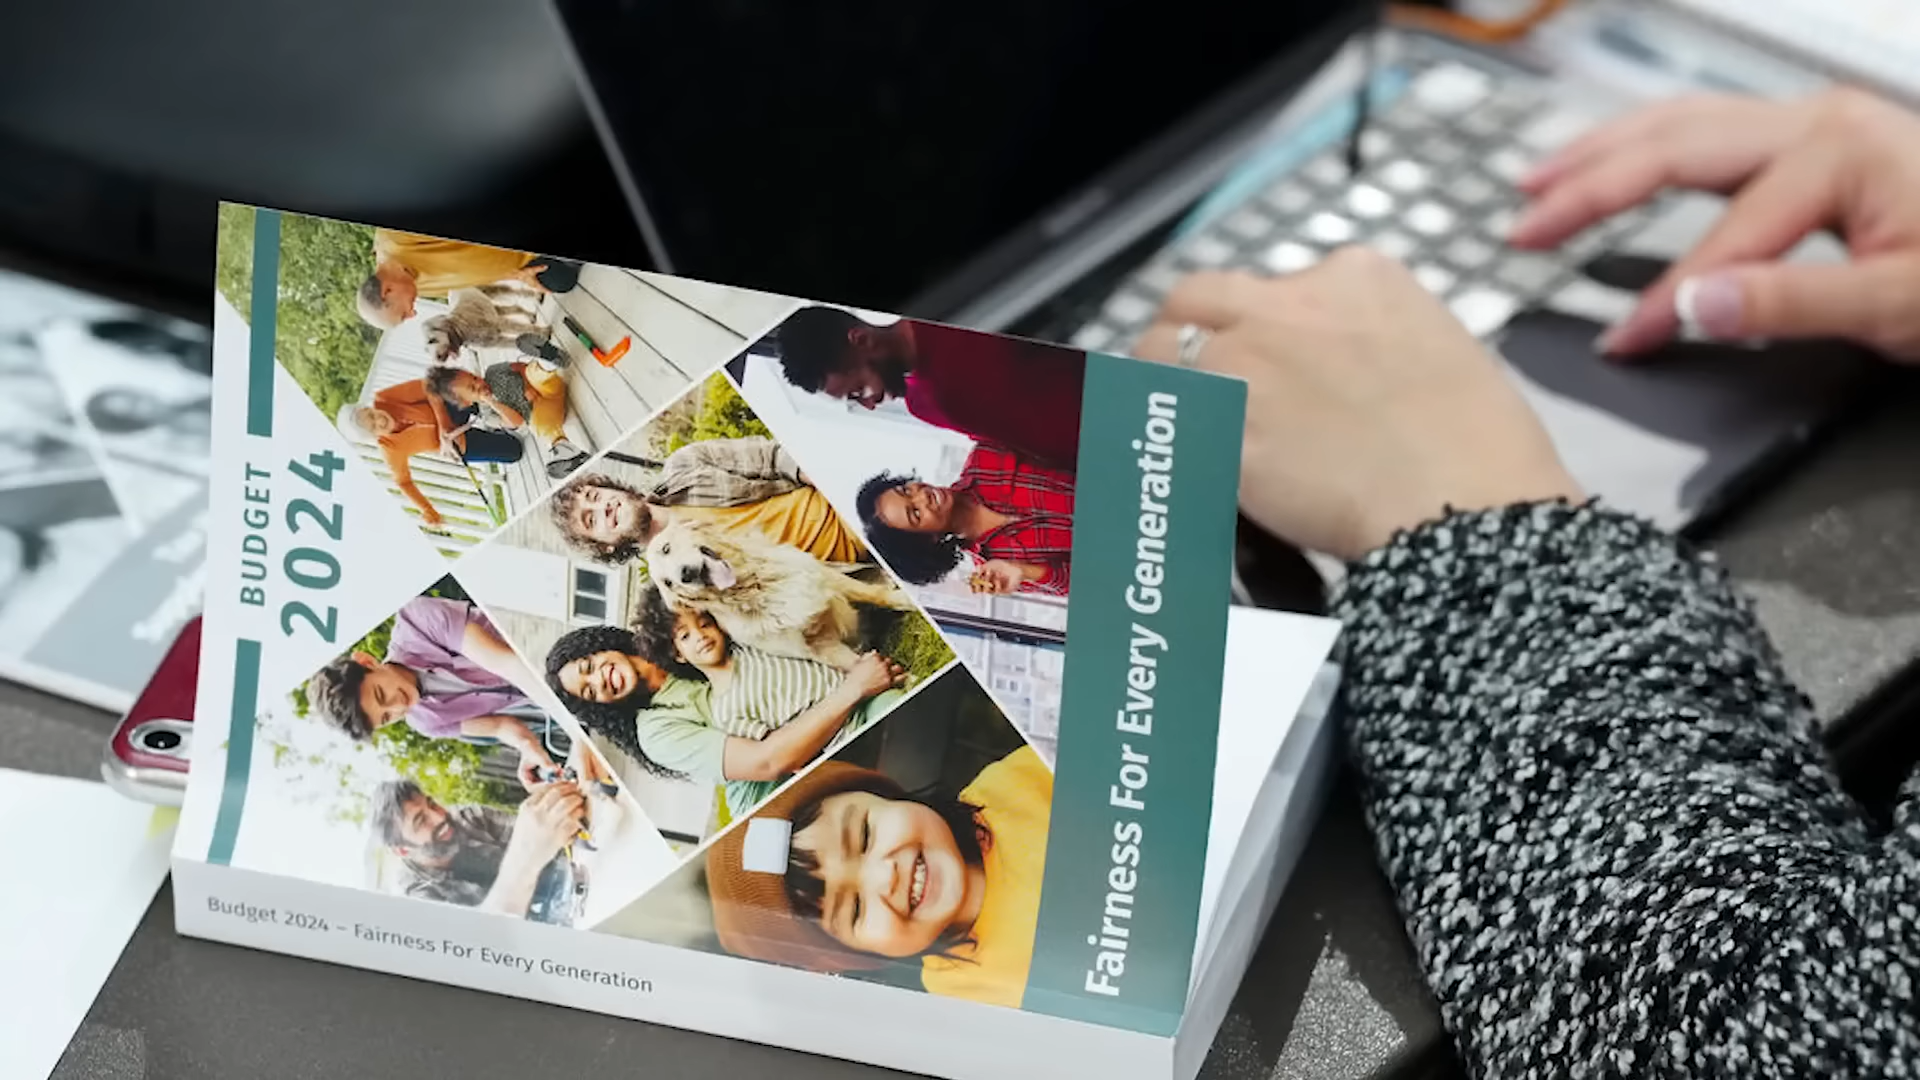 BUDGET
2024
Fairness For Every Generation
Budget 2024 – Fairness For Every Generation